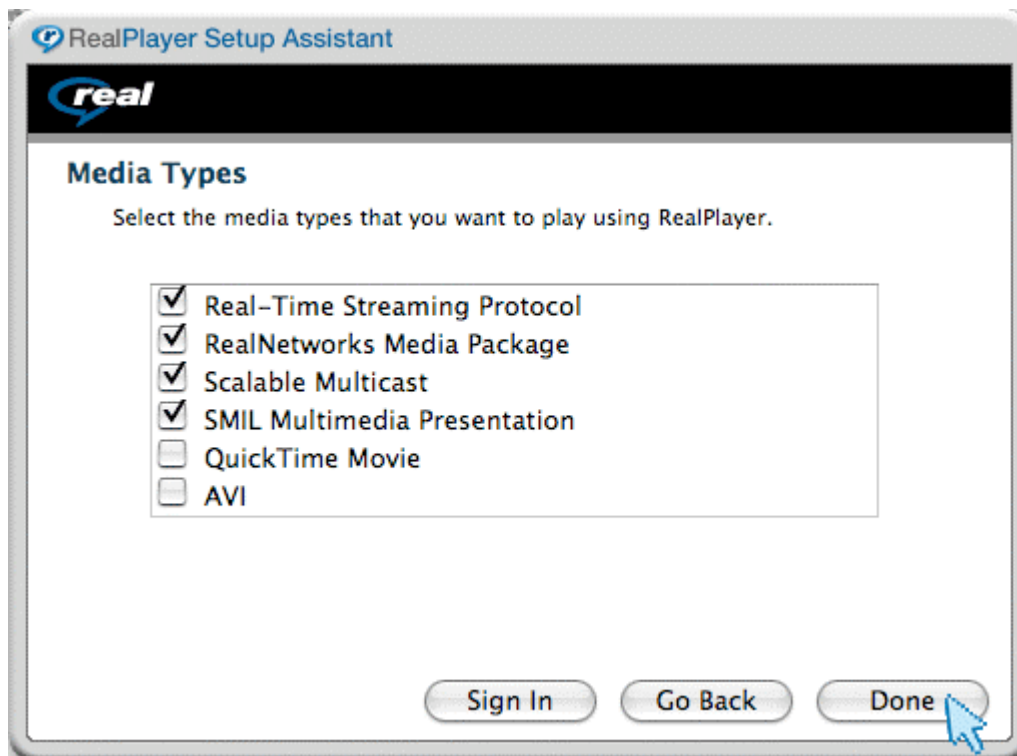 RealPlayer Setup Assistant
real
Media Types
Select the media types that you want to play using RealPlayer.
Real-Time Streaming Protocol
RealNetworks Media Package
Scalable Multicast
SMIL Multimedia Presentation
QuickTime Movie
AVI
Sign In Go Back Done